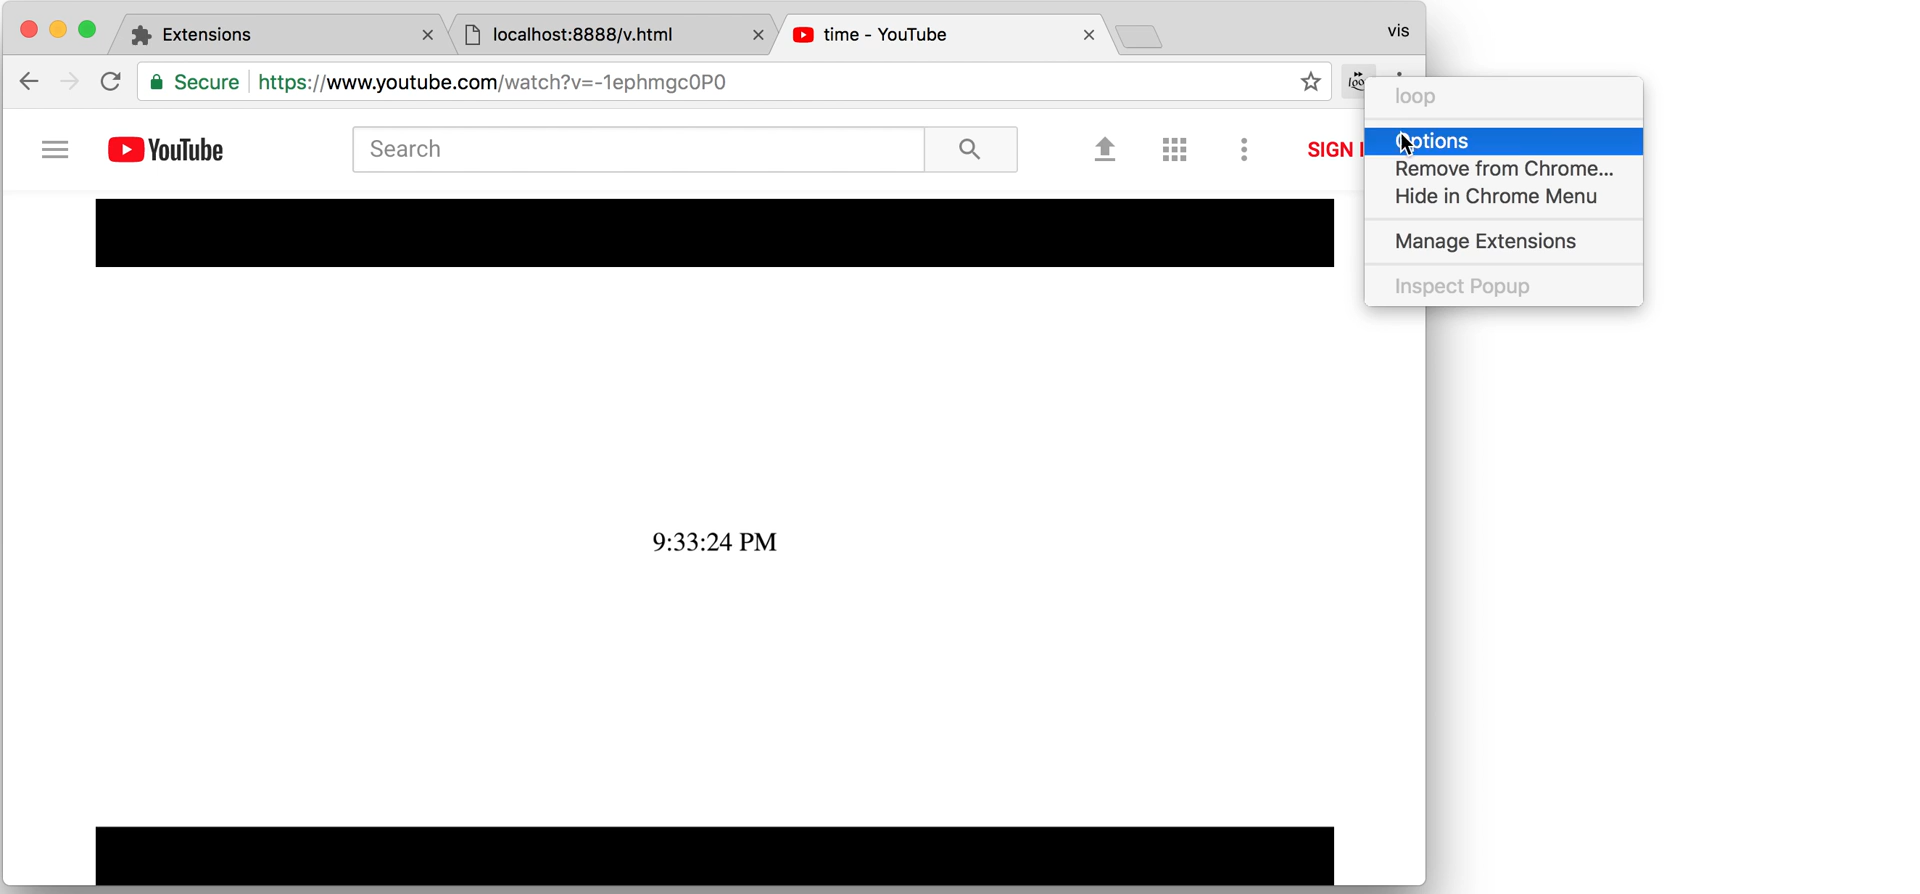 Extensions
localhost:8888/v.html
time - YouTube
vis
Secure
https://www.youtube.com/watch?v=-1ephmgc0P0
loop
YouTube
Search
SIGN I
Options
Remove from Chrome...
Hide in Chrome Menu
Manage Extensions
Inspect Popup
9:33:24 PM